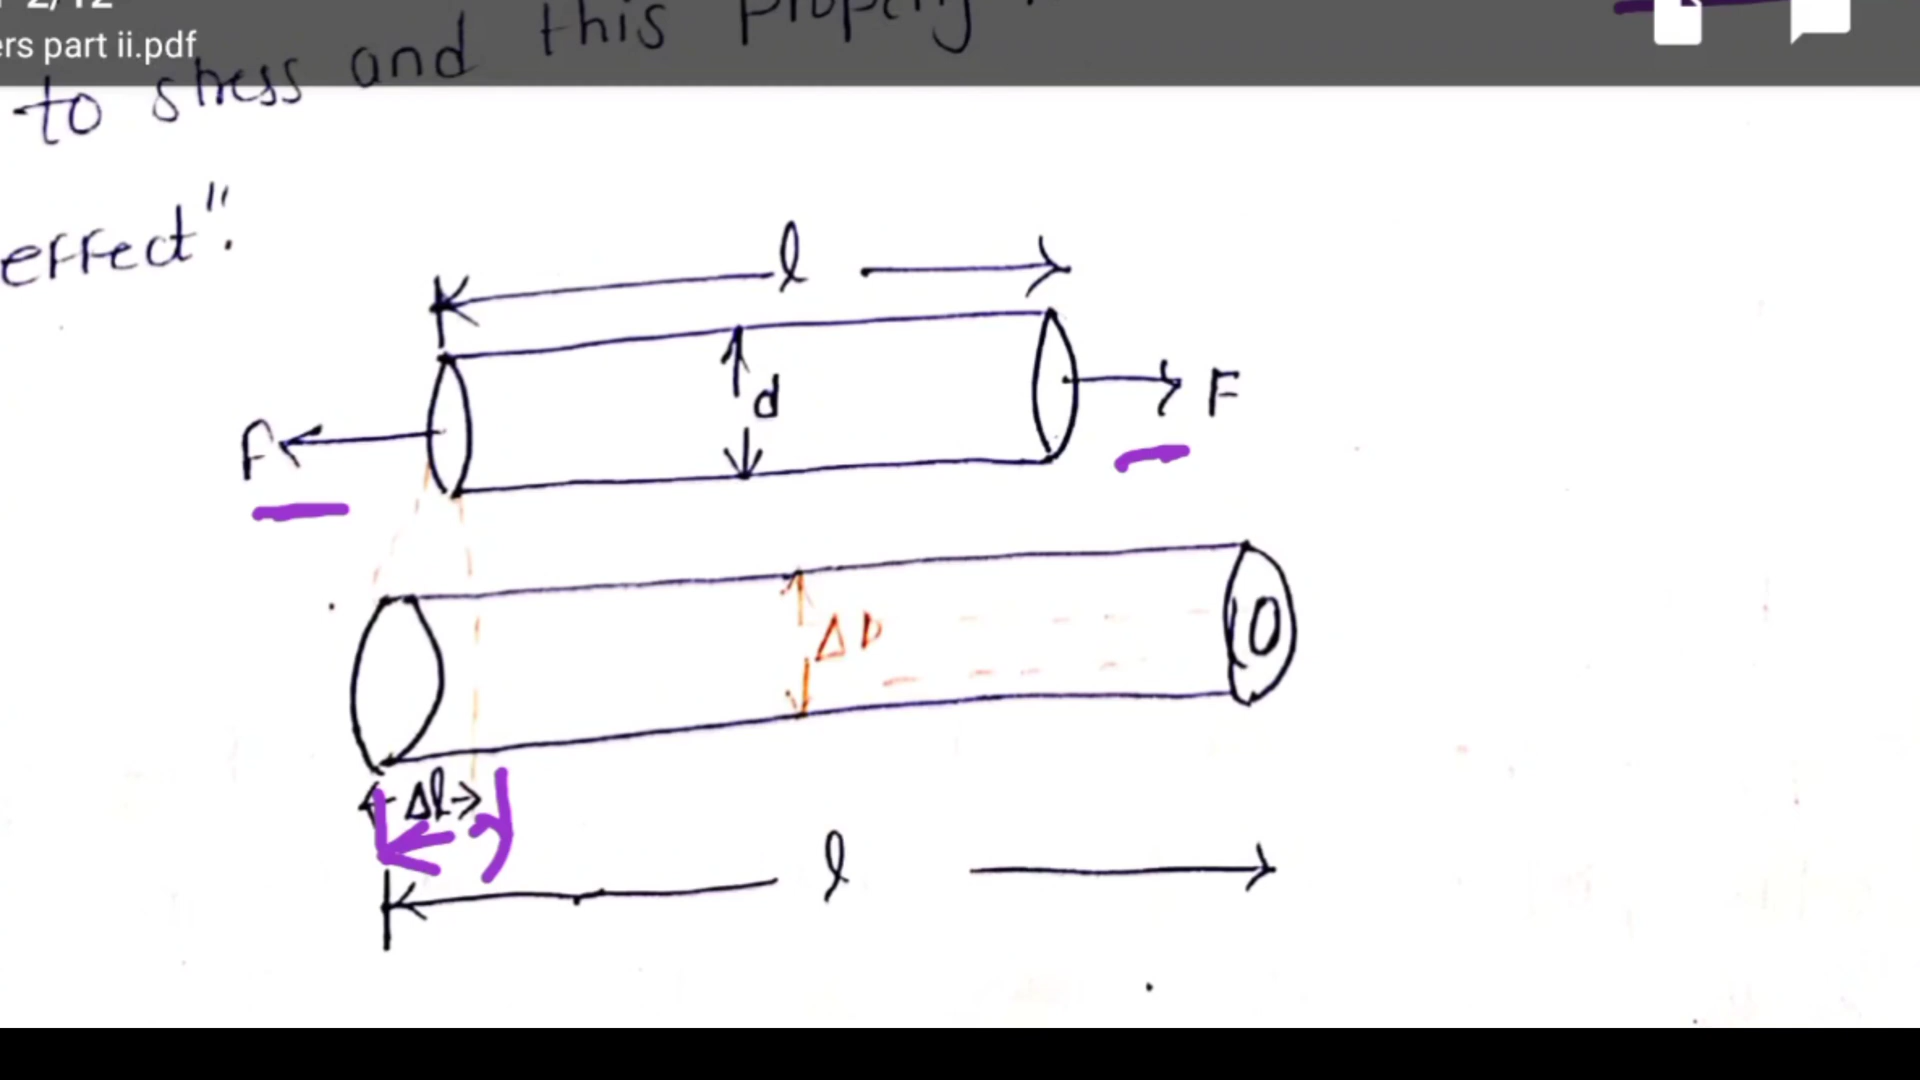 ers part ii.pdf
to stress and this
effect".
l
d
F
F
ΔD
Δl
l